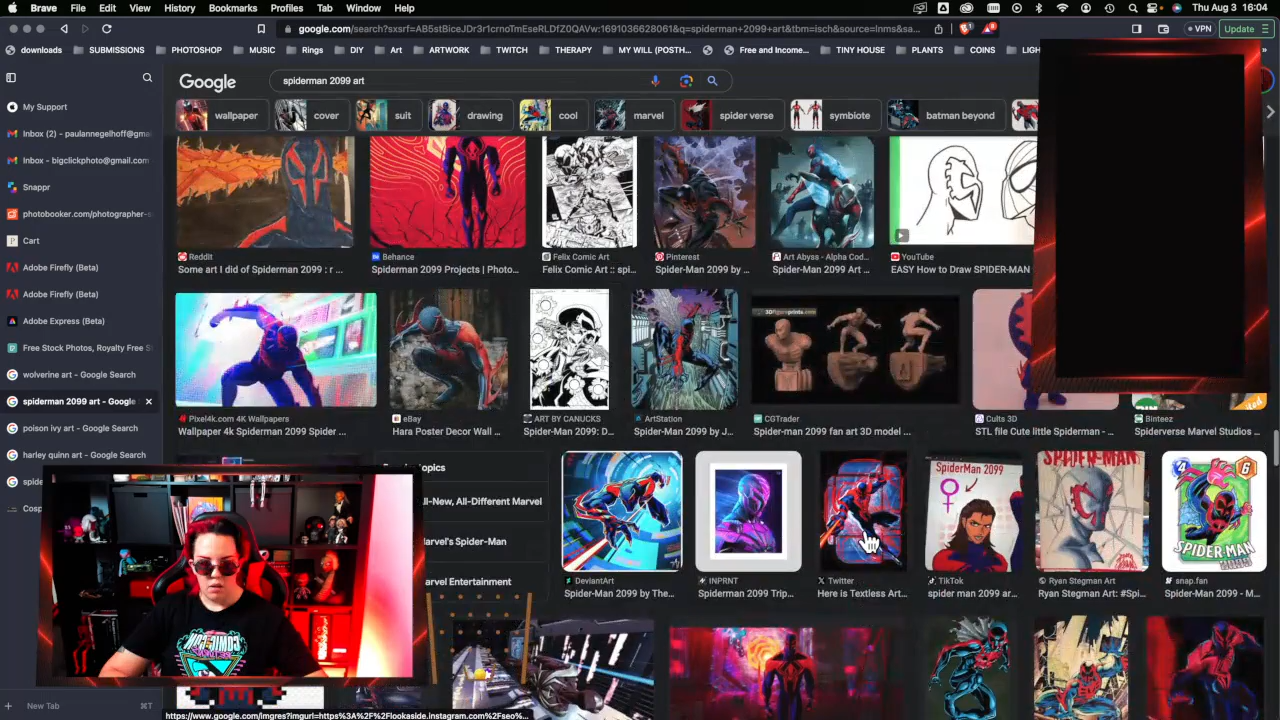 Brave File Edit View History Bookmarks Profiles Tab Window Help
Thu Aug 3 16:04
google.com/search?sxsrf=AB5stBiceJDr3r1crnoTmEseRLDfZ0QAVw:1691036628061&q=spiderman+2099+art&tbm=isch&source=lnms&sa...
VPN
Update
downloads
SUBMISSIONS
PHOTOSHOP
MUSIC
Rings
DIY
Art
ARTWORK
TWITCH
THERAPY
MY WILL (POSTH...
Free and Income...
TINY HOUSE
PLANTS
COINS
LIGH
Google
spiderman 2099 art
wallpaper
cover
suit
drawing
cool
marvel
spider verse
symbiote
batman beyond
My Support
Inbox (2) - paulannegelhoff@gma
Inbox - bigclickphoto@gmail.com
Snappr
photobooker.com/photographer-s
Cart
Adobe Firefly (Beta)
Adobe Firefly (Beta)
Adobe Express (Beta)
Free Stock Photos, Royalty Free S
wolverine art - Google Search
spiderman 2099 art - Google
poison ivy art - Google Search
harley quinn art - Google Search
spide
Cosp
New Tab
⌘T
Reddit
Some art I did of Spiderman 2099 : r ...
Behance
Spiderman 2099 Projects | Photo...
Felix Comic Art
Felix Comic Art :: spi...
Pinterest
Spider-Man 2099 by ...
Art Abyss - Alpha Cod...
Spider-Man 2099 Art ...
YouTube
EASY How to Draw SPIDER-MAN
Pixel4k.com 4K Wallpapers
Wallpaper 4k Spiderman 2099 Spider ...
eBay
Hara Poster Decor Wall ...
ART BY CANUCKS
Spider-Man 2099: D...
ArtStation
Spider-Man 2099 by J...
3Dfigureprints.com
CGTrader
Spider-man 2099 fan art 3D model ...
Cults 3D
STL file Cute little Spiderman - ...
Binteez
Spiderverse Marvel Studios ...
opics
ll-New, All-Different Marvel
arvel's Spider-Man
arvel Entertainment
DeviantArt
Spider-Man 2099 by The...
INPRNT
Spiderman 2099 Trip...
Twitter
Here is Textless Art...
SpiderMan 2099
TikTok
spider man 2099 ar...
SPIDER-MAN
Ryan Stegman Art
Ryan Stegman Art: #Spi...
4
6
SPIDER-MAN
snap.fan
Spider-Man 2099 - M...
https://www.google.com/imgres?imgurl=https%3A%2F%2Flookaside.instagram.com%2Fseo%...